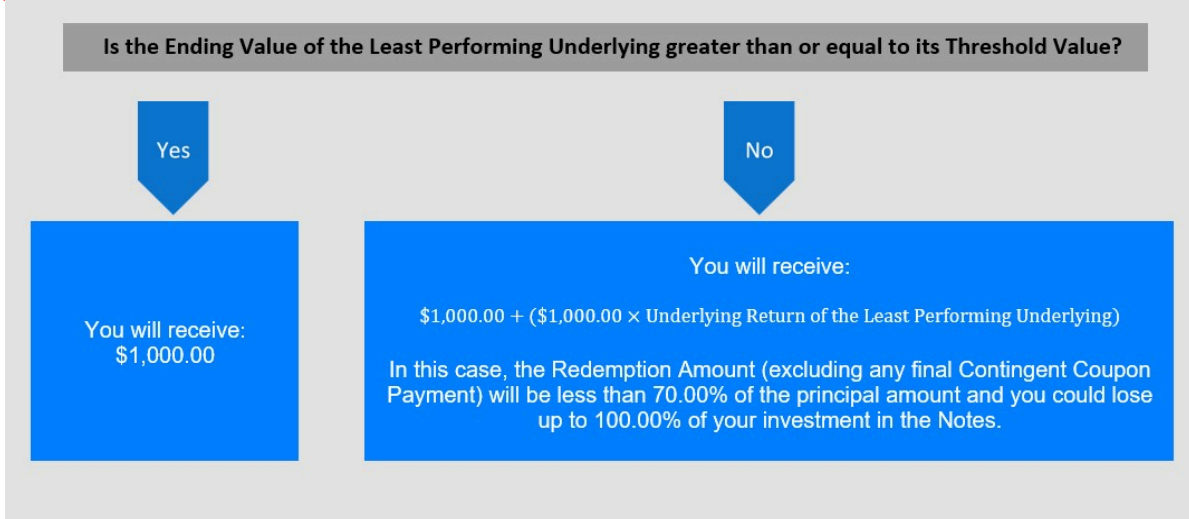 Is the Ending Value of the Least Performing Underlying greater than or equal to its Threshold Value?
Yes
No
You will receive:
$1,000.00
You will receive:
$1,000.00 + ($1,000.00 × Underlying Return of the Least Performing Underlying)
In this case, the Redemption Amount (excluding any final Contingent Coupon
Payment) will be less than 70.00% of the principal amount and you could lose
up to 100.00% of your investment in the Notes.